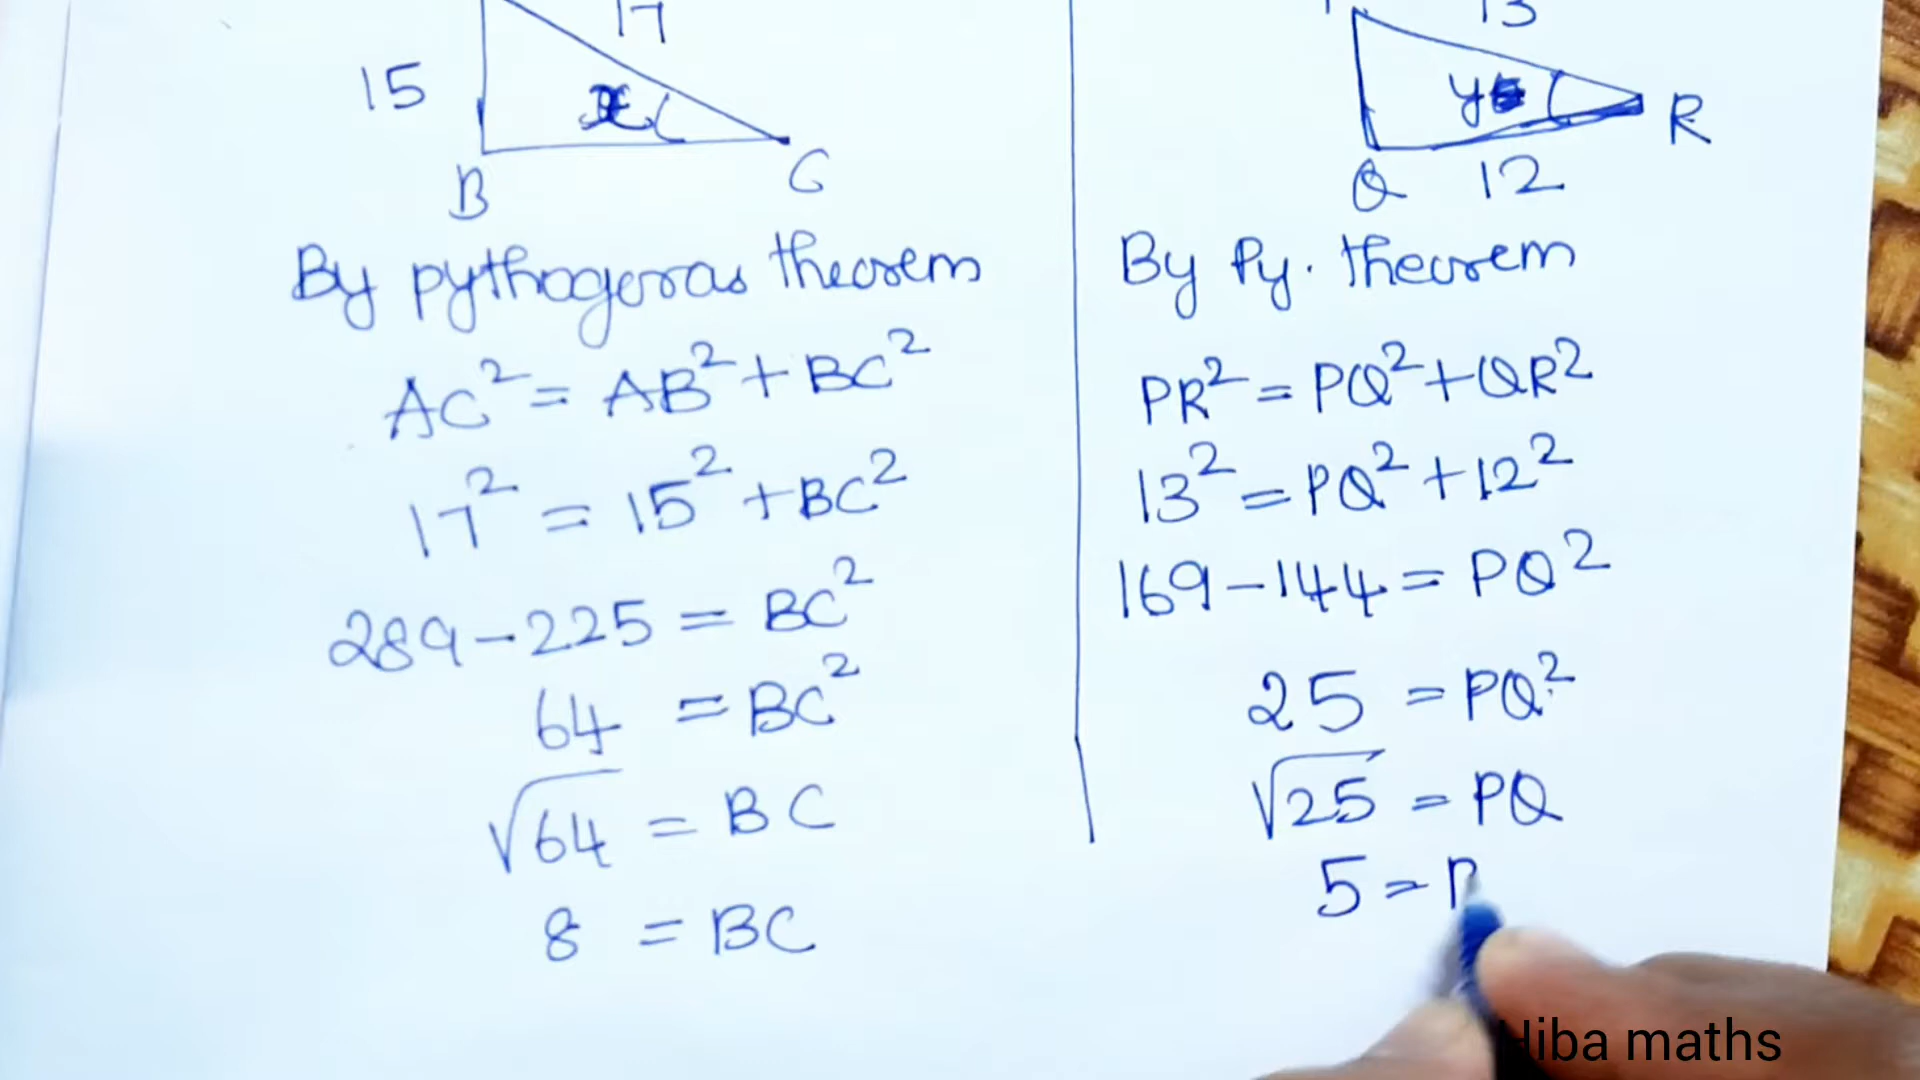 17
15
x
B
C
By pythogeras theorem
AC² = AB² + BC²
17² = 15² + BC²
289 - 225 = BC²
64 = BC²
√64 = BC
8 = BC
13
y
R
Q
12
By Py. theorem
PR² = PQ² + QR²
13² = PQ² + 12²
169 - 144 = PQ²
25 = PQ²
√25 = PQ
5 = P
Hiba maths